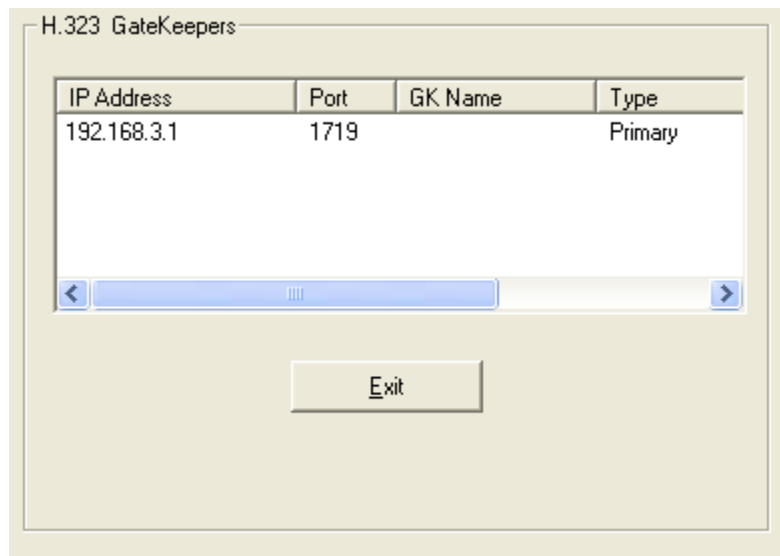 H.323 GateKeepers
IP Address Port GK Name Type
192.168.3.1 1719 Primary
Exit